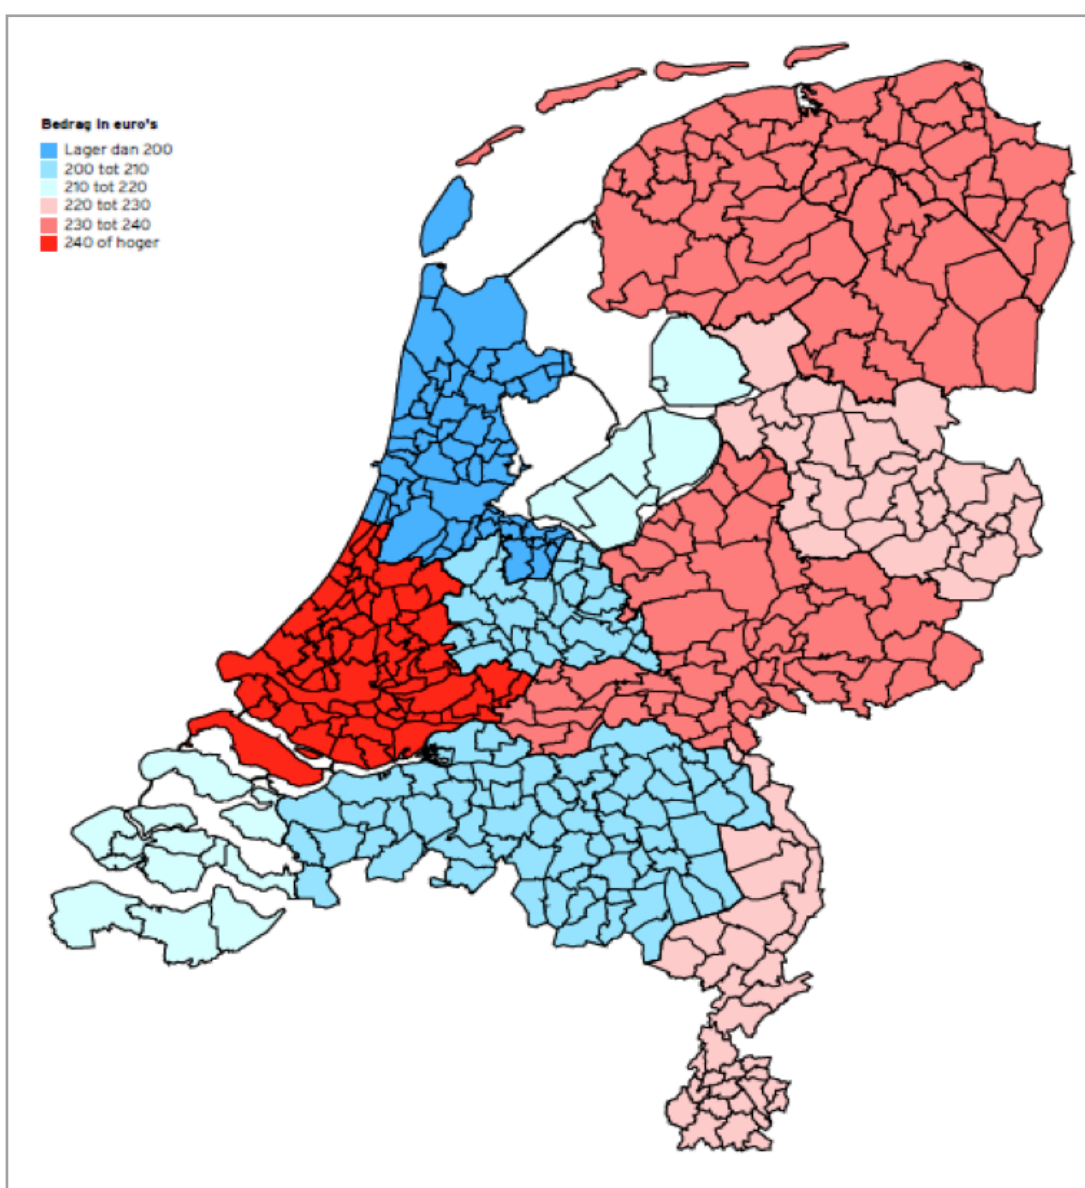 Bedrag in euro's
Lager dan 200
200 tot 210
210 tot 220
220 tot 230
230 tot 240
240 of hoger